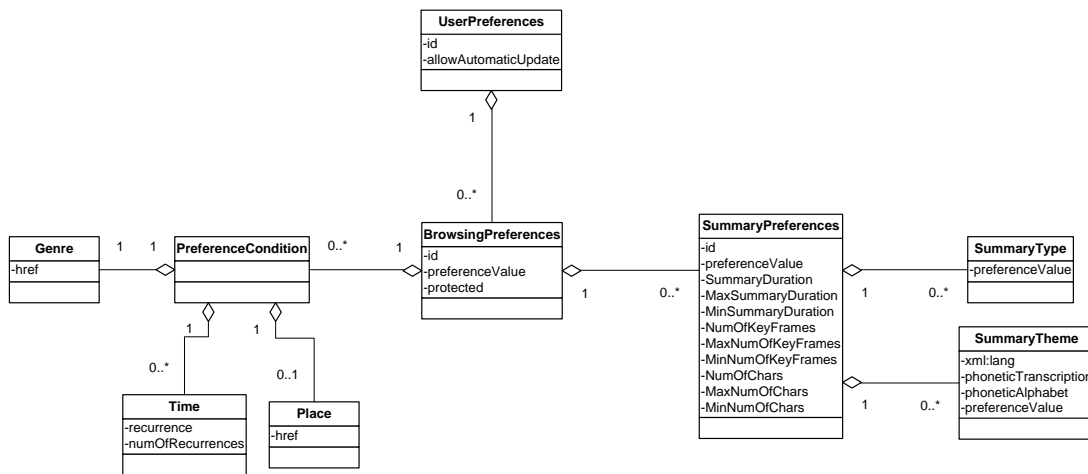 UserPreferences
-id
-allowAutomaticUpdate
1
0..*
BrowsingPreferences
-id
-preferenceValue
-protected
Genre
-href
1
1
PreferenceCondition
0..*
1
1
0..*
Time
-recurrence
-numOfRecurrences
1
0..1
Place
-href
1
0..*
SummaryPreferences
-id
-preferenceValue
-SummaryDuration
-MaxSummaryDuration
-MinSummaryDuration
-NumOfKeyFrames
-MaxNumOfKeyFrames
-MinNumOfKeyFrames
-NumOfChars
-MaxNumOfChars
-MinNumOfChars
1
0..*
SummaryType
-preferenceValue
1
0..*
SummaryTheme
-xml:lang
-phoneticTranscription
-phoneticAlphabet
-preferenceValue